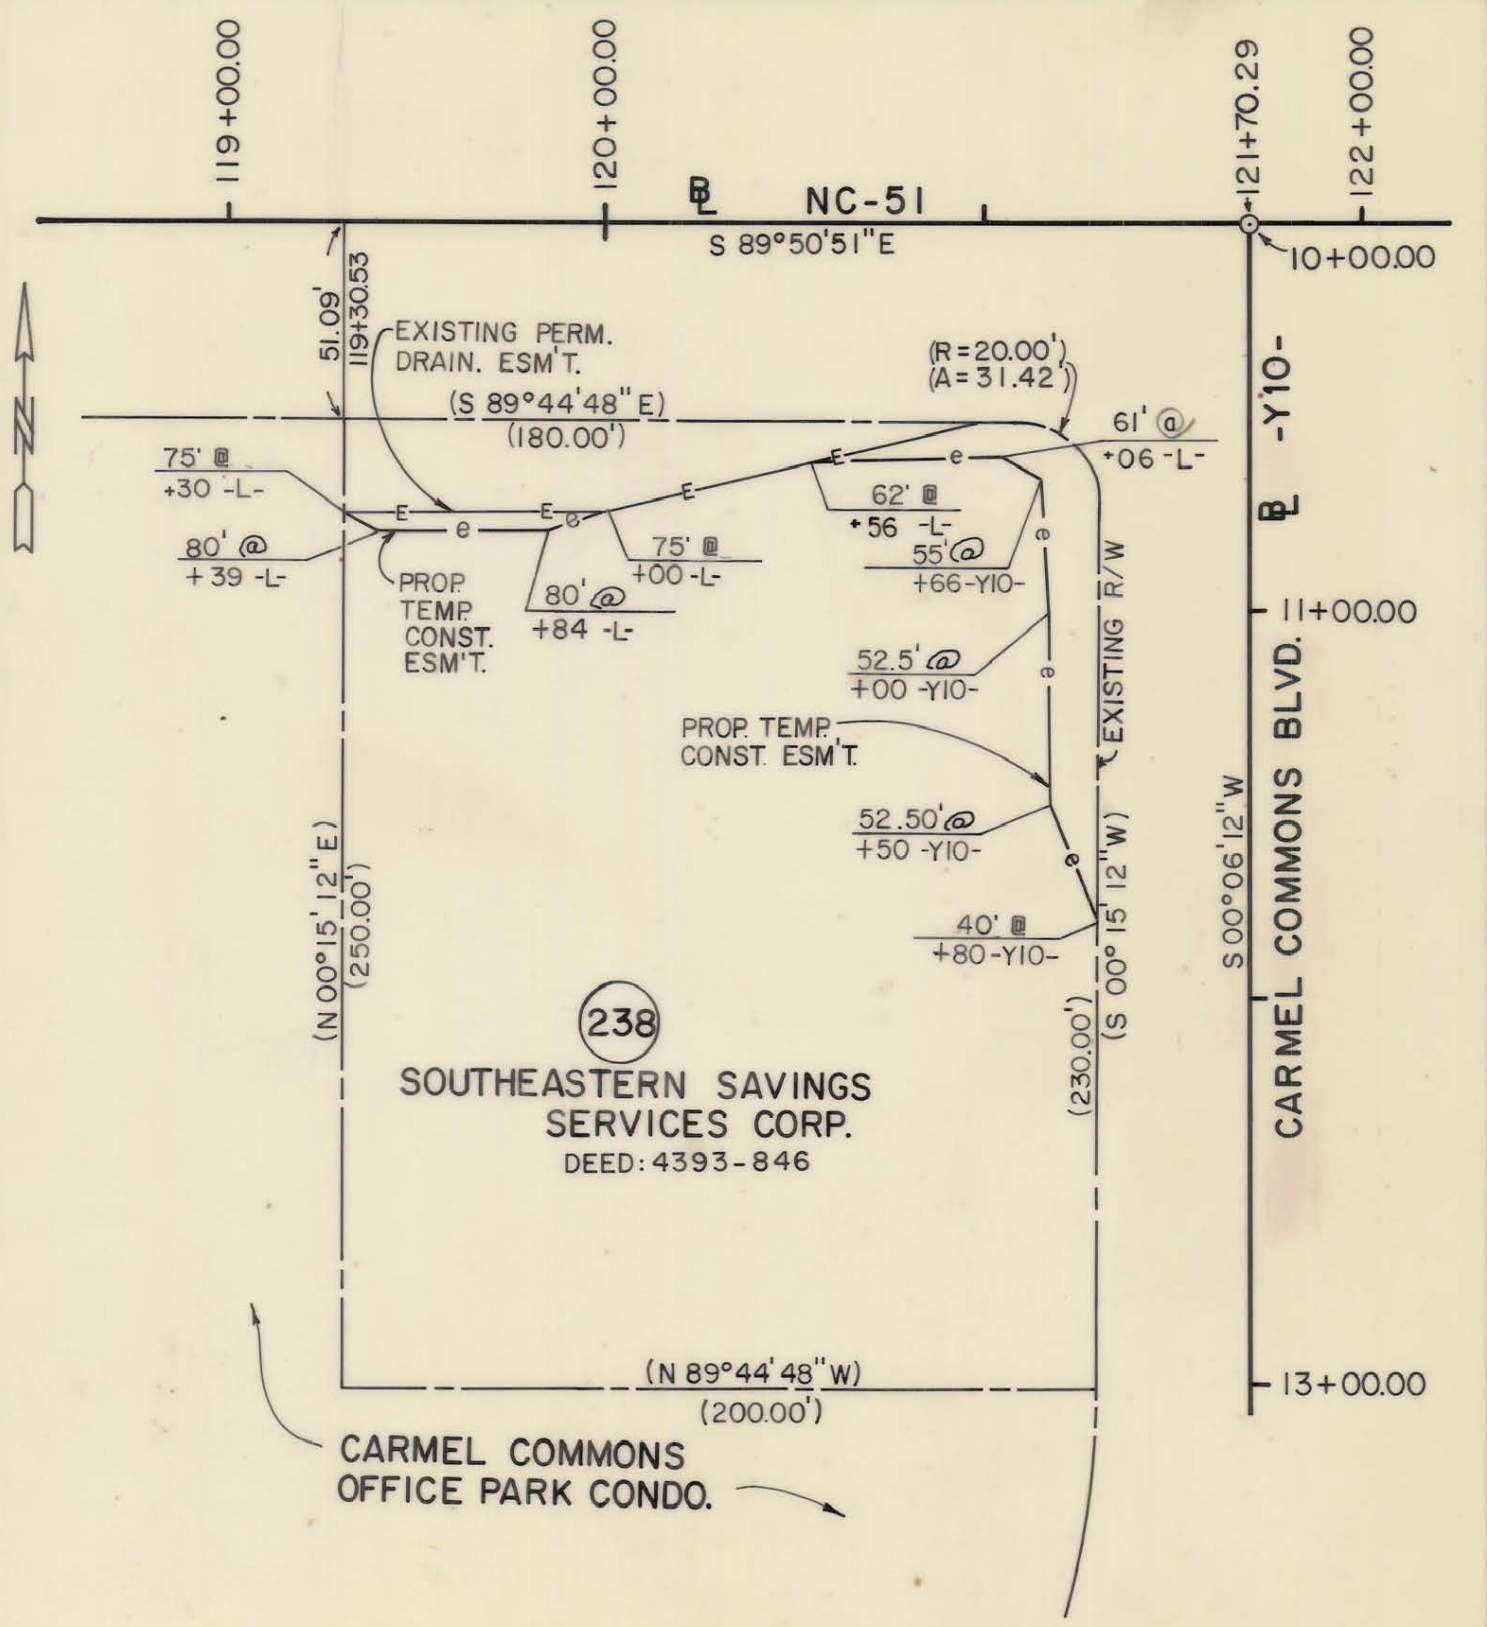 119+00.00
120+00.00
121+70.29
122+00.00
BL NC-51
S 89°50'51"E
10+00.00
51.09'
119+30.53
EXISTING PERM.
DRAIN. ESM'T.
(S 89°44'48"E)
(180.00')
(R=20.00')
(A=31.42')
61' @
+06 -L-
75' @
+30 -L-
80' @
+39 -L-
E
E
E
E
e
e
e
62' @
+56 -L-
75' @
+00 -L-
80' @
+84 -L-
55' @
+66-Y10-
PROP.
TEMP.
CONST.
ESM'T.
e
52.5' @
+00 -Y10-
e
PROP. TEMP.
CONST. ESM'T.
52.50' @
+50 -Y10-
e
40' @
+80-Y10-
EXISTING R/W
(S 00°15'12"W)
(230.00')
BL -Y10-
11+00.00
CARMEL COMMONS BLVD.
S 00°06'12"W
13+00.00
N
(N 00°15'12"E)
(250.00')
238
SOUTHEASTERN SAVINGS
SERVICES CORP.
DEED: 4393-846
(N 89°44'48"W)
(200.00')
CARMEL COMMONS
OFFICE PARK CONDO.